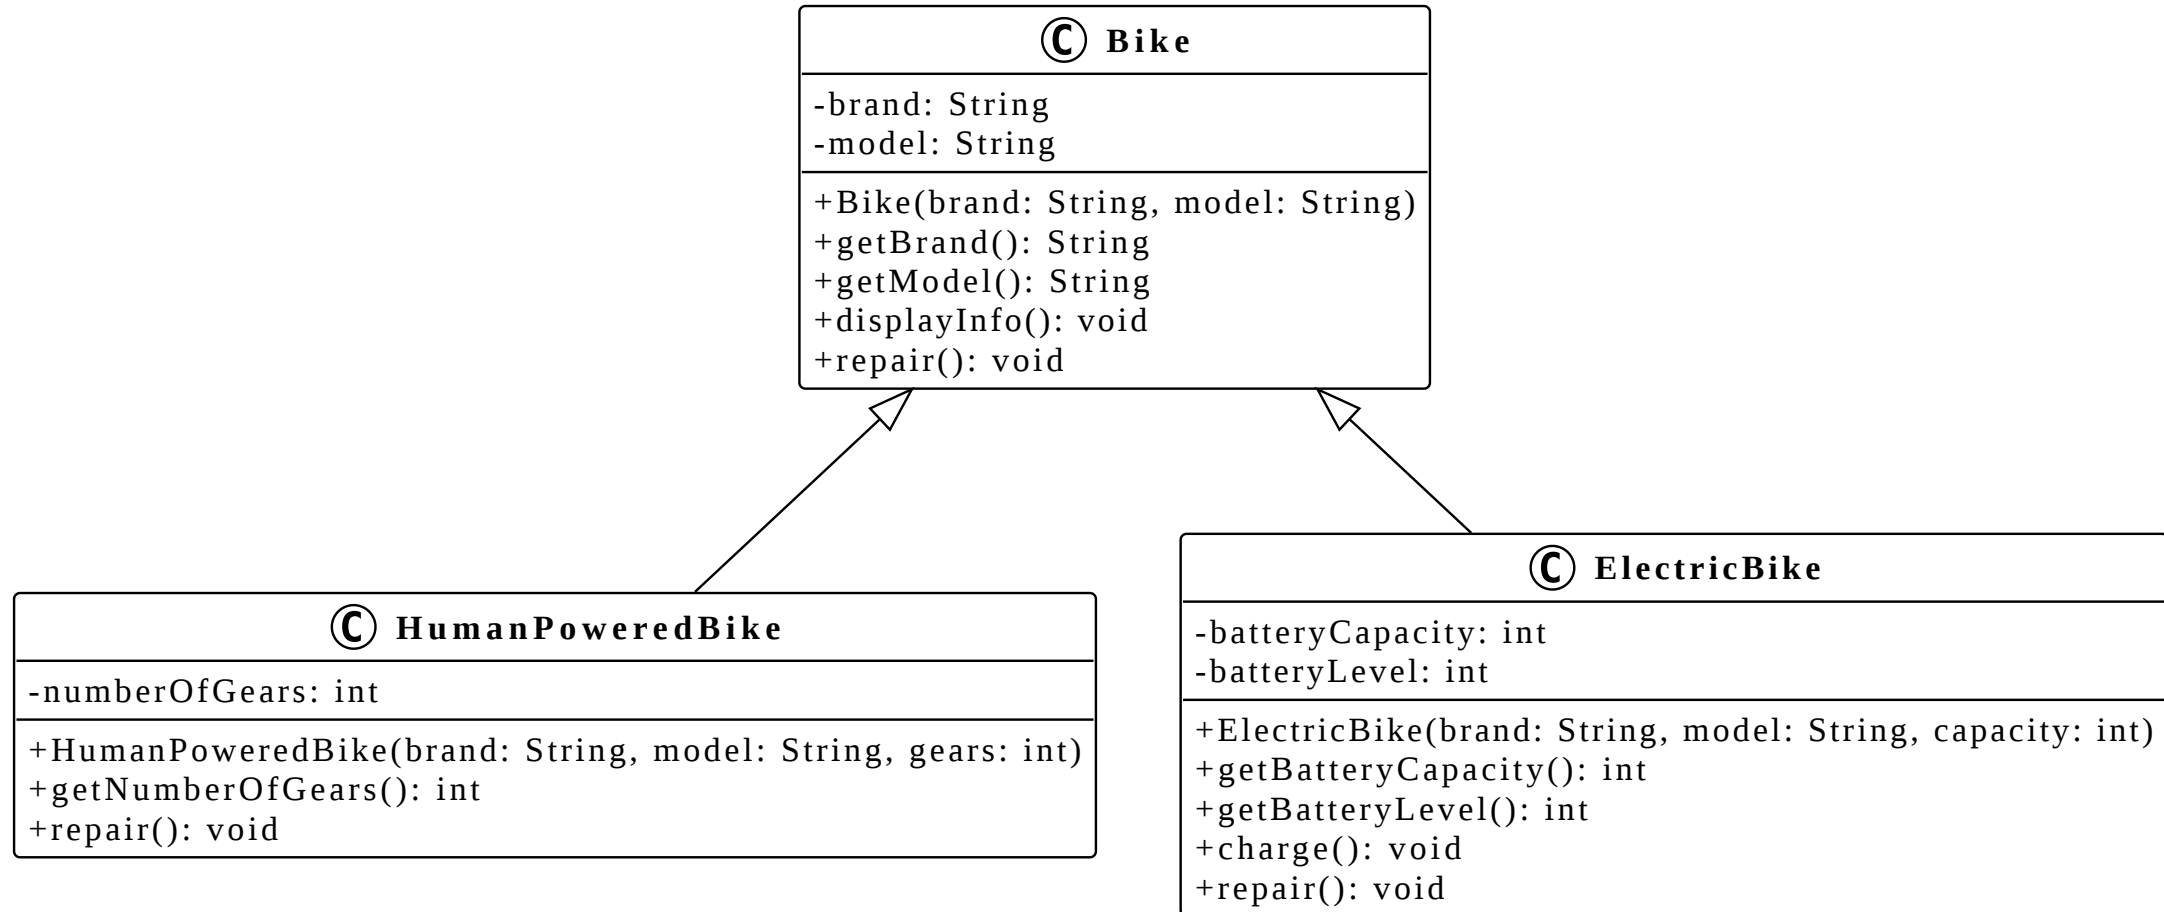 C Bike
-brand: String
-model: String
+Bike(brand: String, model: String)
+getBrand(): String
+getModel(): String
+displayInfo(): void
+repair(): void
C HumanPoweredBike
-numberOfGears: int
+HumanPoweredBike(brand: String, model: String, gears: int)
+getNumberOfGears(): int
+repair(): void
C ElectricBike
-batteryCapacity: int
-batteryLevel: int
+ElectricBike(brand: String, model: String, capacity: int)
+getBatteryCapacity(): int
+getBatteryLevel(): int
+charge(): void
+repair(): void